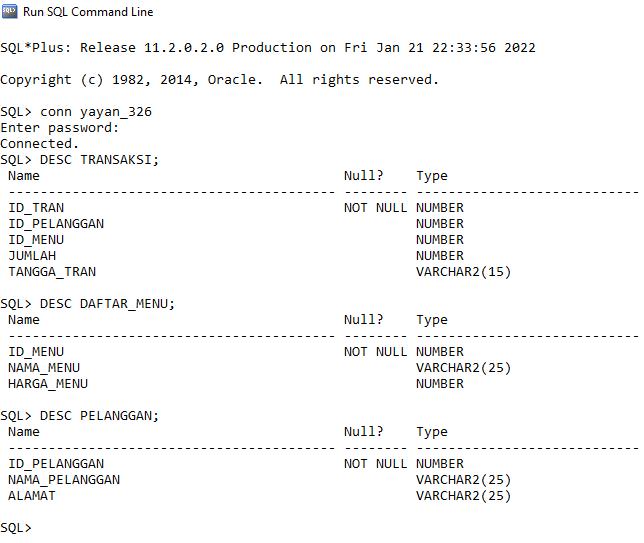 Run SQL Command Line
SQL*Plus: Release 11.2.0.2.0 Production on Fri Jan 21 22:33:56 2022
Copyright (c) 1982, 2014, Oracle.  All rights reserved.
SQL> conn yayan_326
Enter password:
Connected.
SQL> DESC TRANSAKSI;
 Name                                      Null?    Type
 ----------------------------------------- -------- ----------------------------
 ID_TRAN                                   NOT NULL NUMBER
 ID_PELANGGAN                                       NUMBER
 ID_MENU                                            NUMBER
 JUMLAH                                             NUMBER
 TANGGA_TRAN                                        VARCHAR2(15)
SQL> DESC DAFTAR_MENU;
 Name                                      Null?    Type
 ----------------------------------------- -------- ----------------------------
 ID_MENU                                   NOT NULL NUMBER
 NAMA_MENU                                          VARCHAR2(25)
 HARGA_MENU                                         NUMBER
SQL> DESC PELANGGAN;
 Name                                      Null?    Type
 ----------------------------------------- -------- ----------------------------
 ID_PELANGGAN                              NOT NULL NUMBER
 NAMA_PELANGGAN                                     VARCHAR2(25)
 ALAMAT                                             VARCHAR2(25)
SQL>